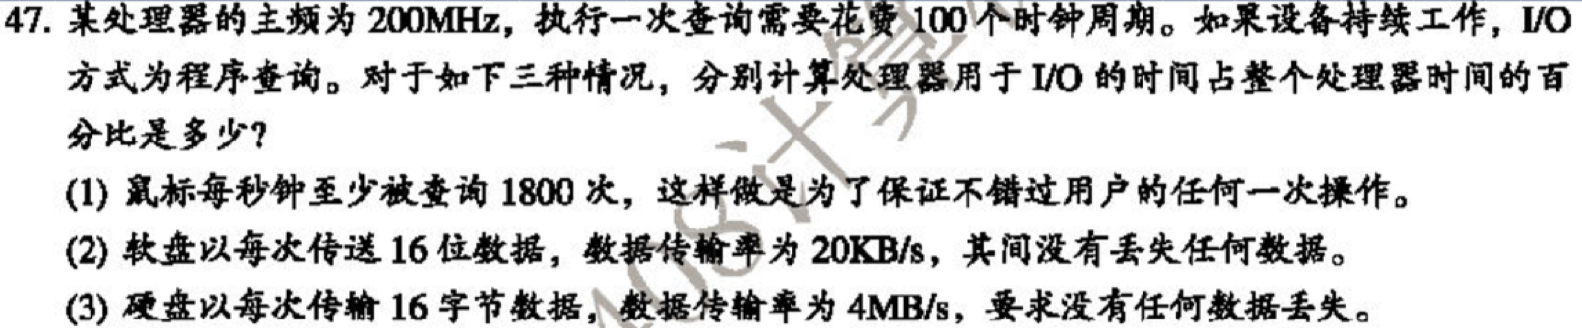 47. 某处理器的主频为 200MHz，执行一次查询需要花费 100 个时钟周期。如果设备持续工作，I/O
方式为程序查询。对于如下三种情况，分别计算处理器用于 I/O 的时间占整个处理器时间的百
分比是多少？
(1) 鼠标每秒钟至少被查询 1800 次，这样做是为了保证不错过用户的任何一次操作。
(2) 软盘以每次传送 16 位数据，数据传输率为 20KB/s，其间没有丢失任何数据。
(3) 硬盘以每次传输 16 字节数据，数据传输率为 4MB/s，要求没有任何数据丢失。
408计算